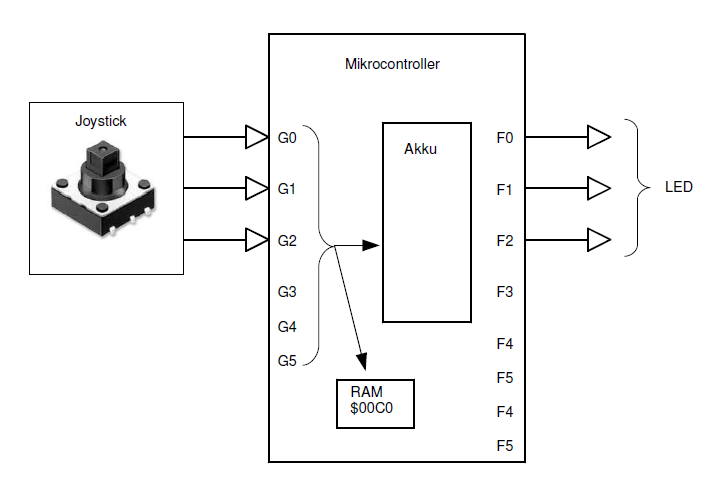 Mikrocontroller
Joystick
G0
G1
G2
G3
G4
G5
Akku
RAM
$00C0
F0
F1
F2
F3
F4
F5
F4
F5
LED